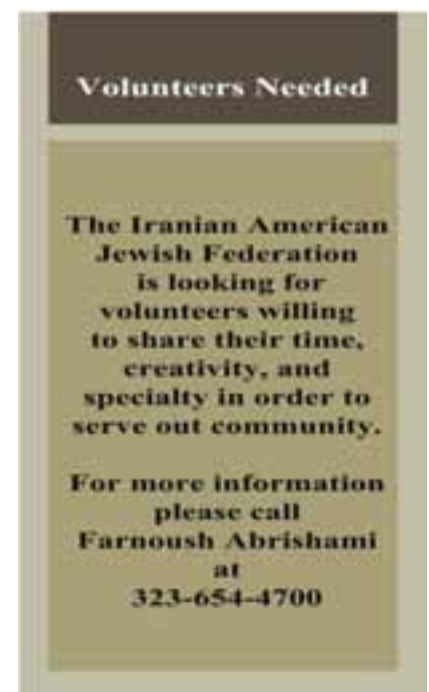 Volunteers Needed
The Iranian American
Jewish Federation
is looking for
volunteers willing
to share their time,
creativity, and
specialty in order to
serve out community.
For more information
please call
Farnoush Abrishami
at
323-654-4700